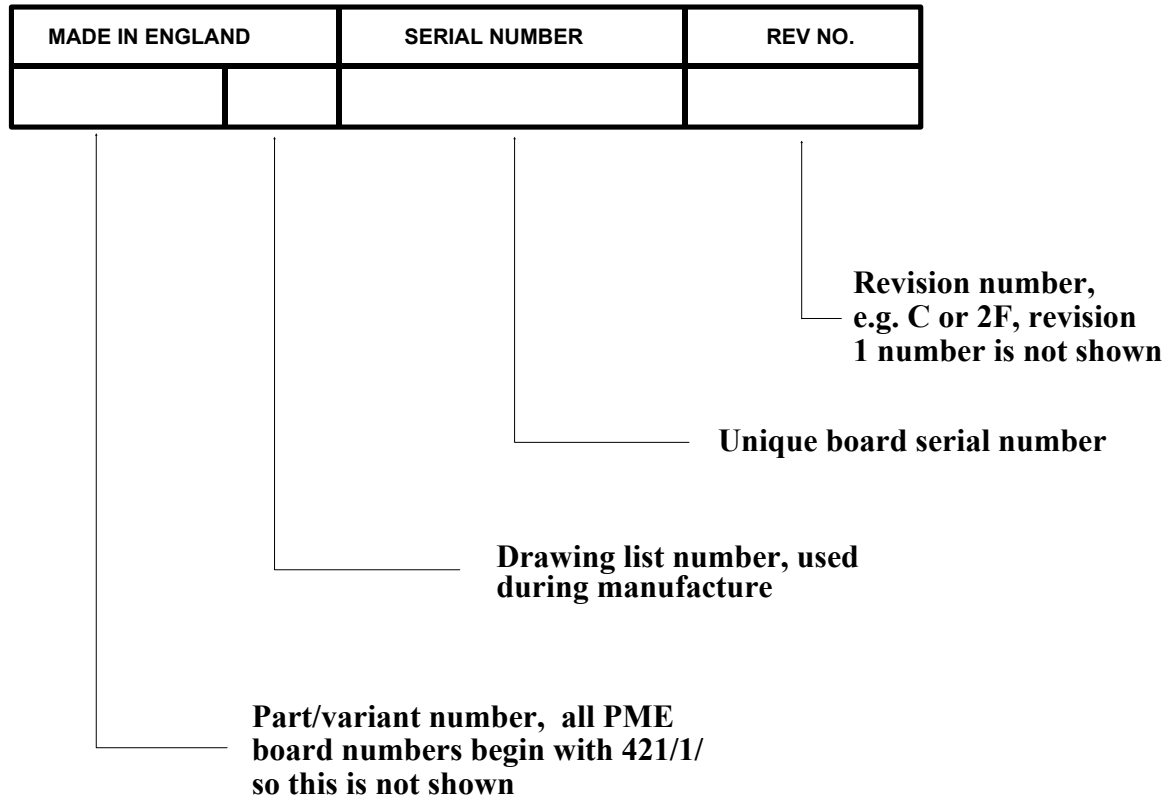 MADE IN ENGLAND
SERIAL NUMBER
REV NO.
Revision number,
e.g. C or 2F, revision
1 number is not shown
Unique board serial number
Drawing list number, used
during manufacture
Part/variant number, all PME
board numbers begin with 421/1/
so this is not shown